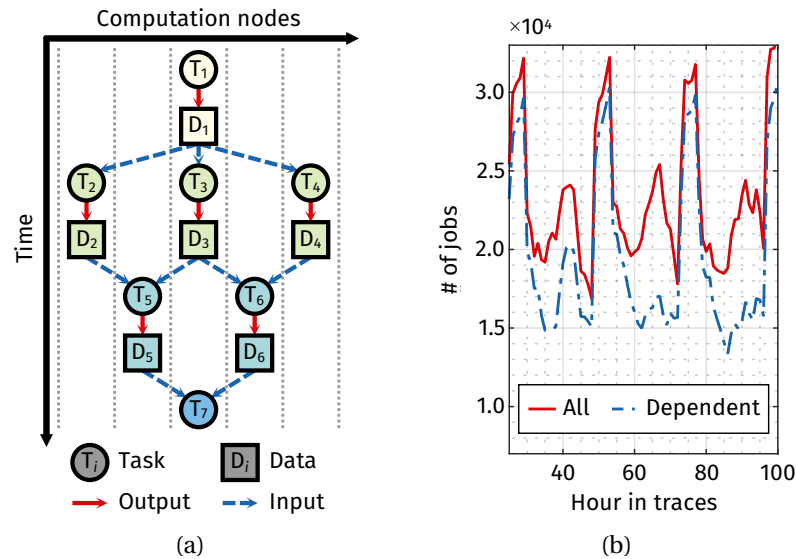 Computation nodes
Time
T1
D1
T2 T3 T4
D2 D3 D4
T5 T6
D5 D6
T7
Ti Task Di Data
Output Input
(a)
×10⁴
# of jobs
3.0
2.5
2.0
1.5
1.0
All Dependent
40 60 80 100
Hour in traces
(b)